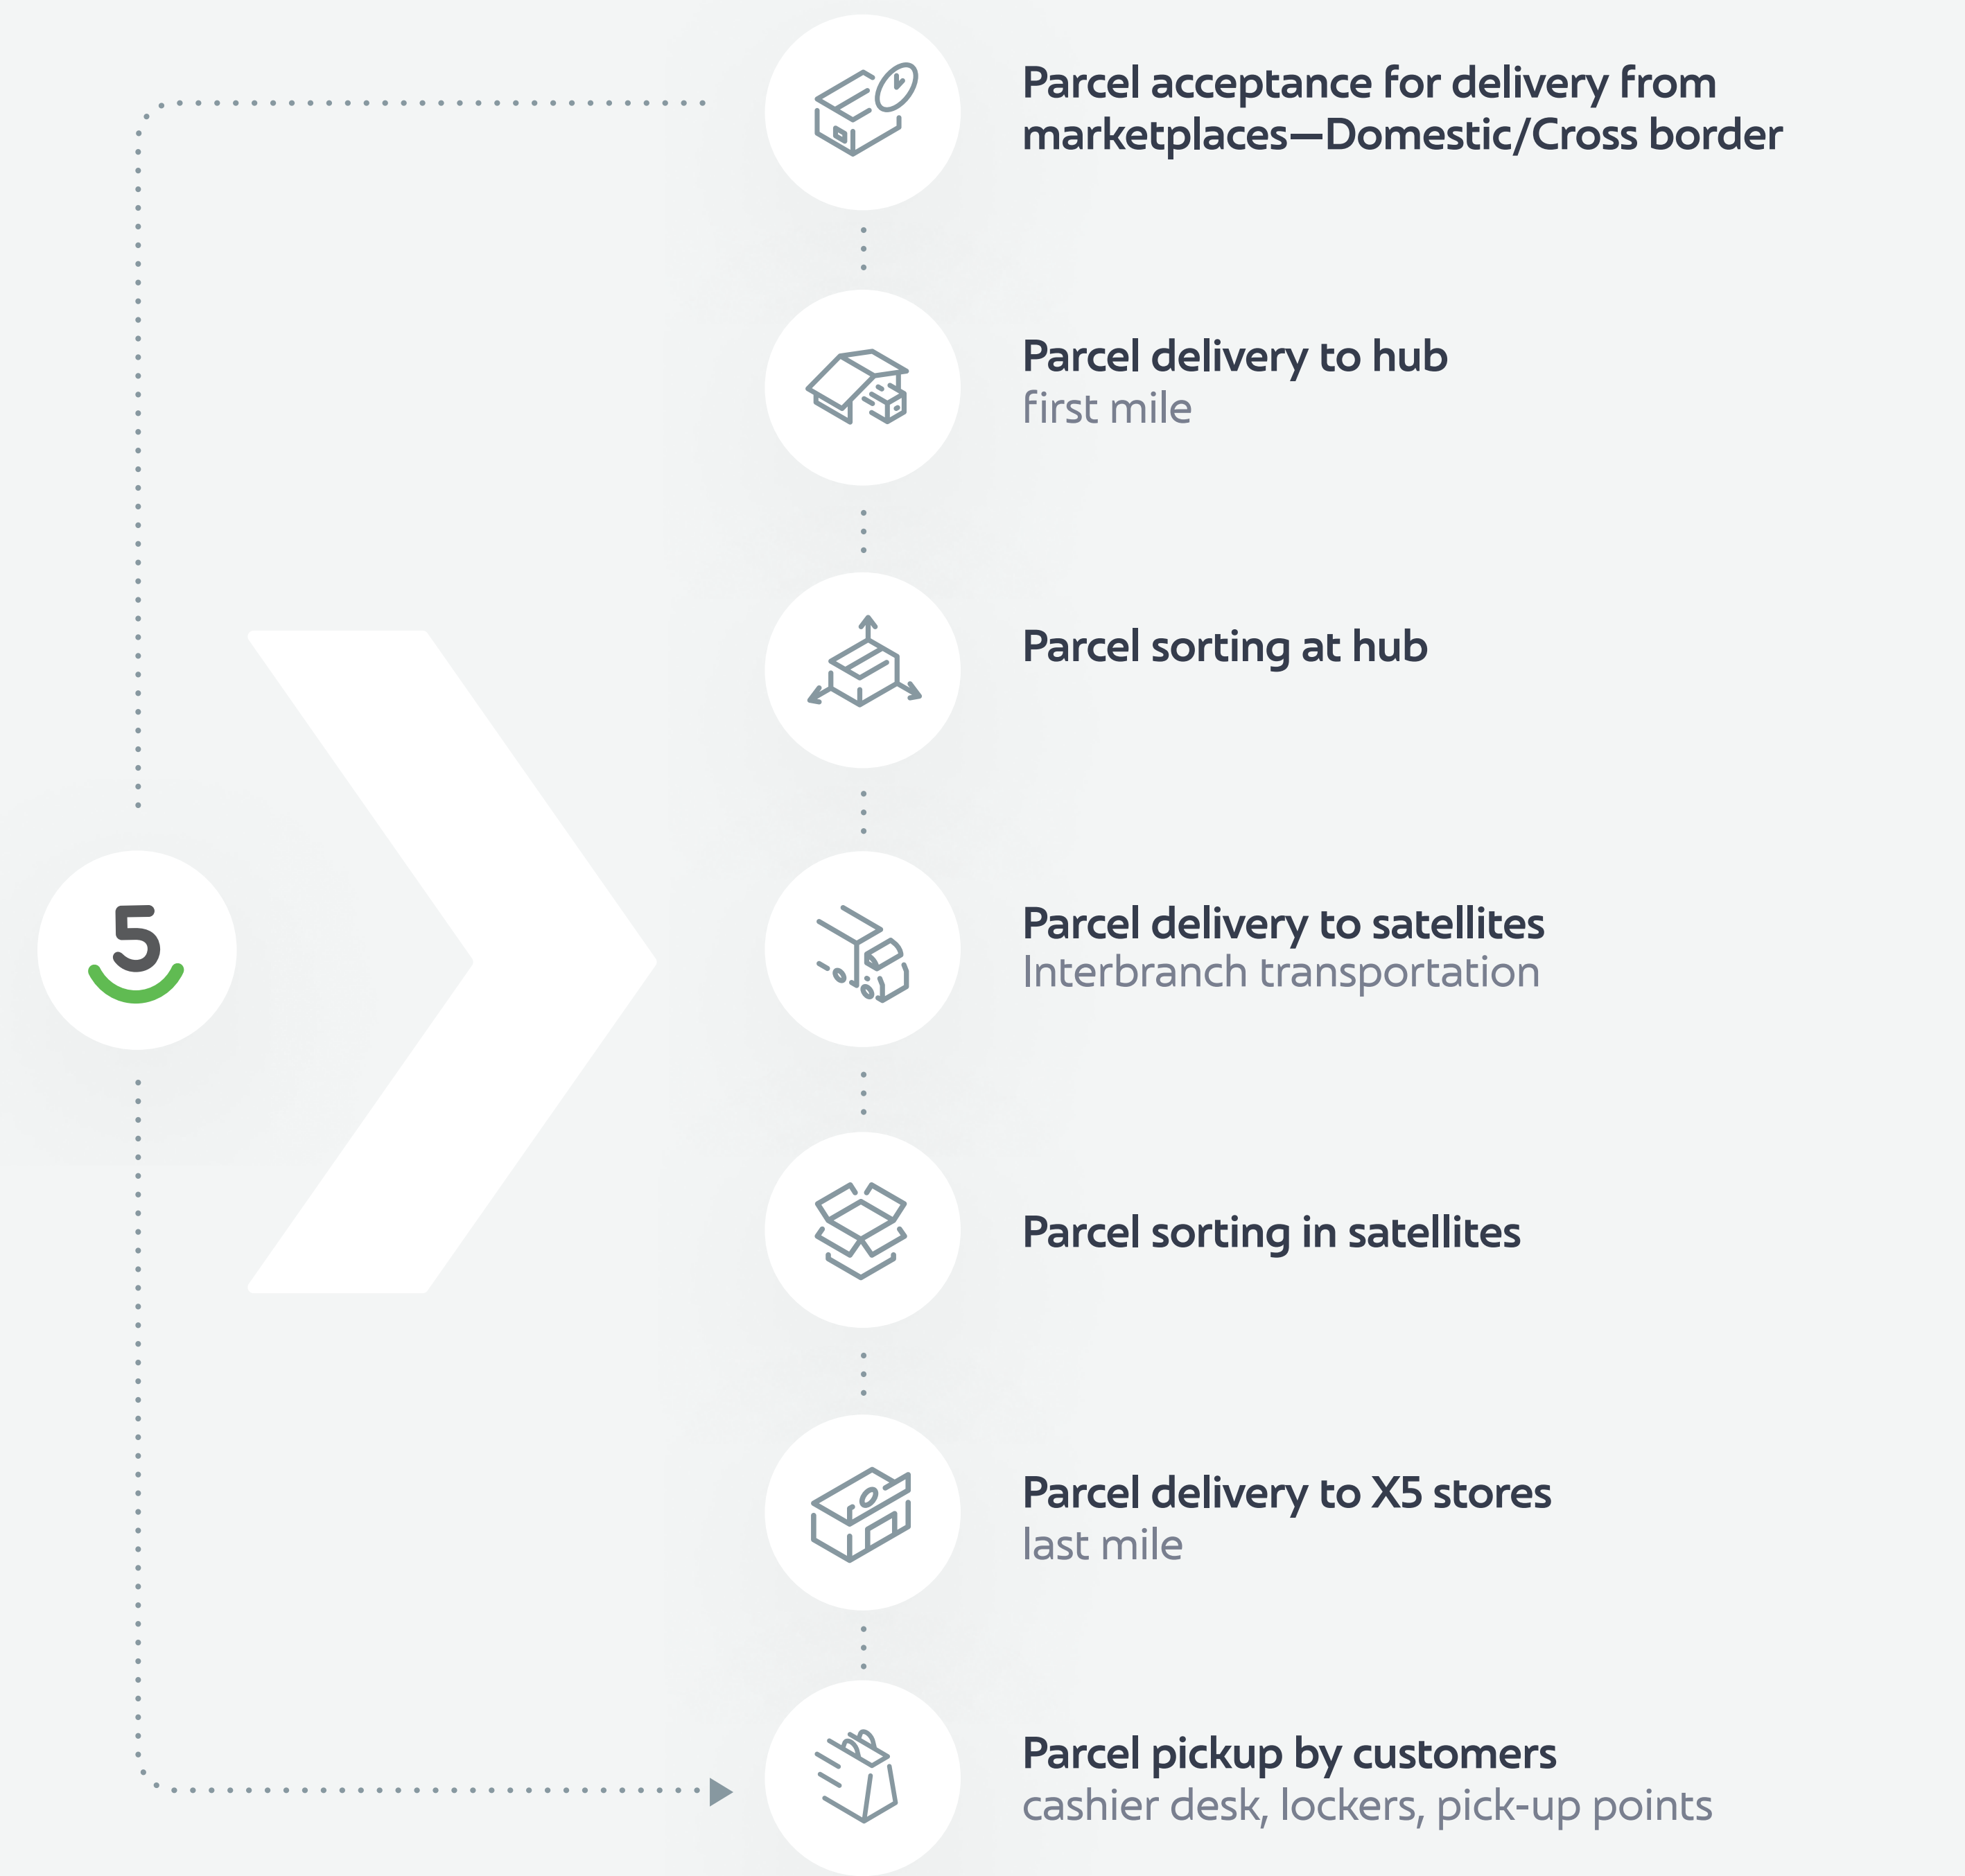 Parcel acceptance for delivery from
marketplaces—Domestic/Cross border
Parcel delivery to hub
first mile
Parcel sorting at hub
5
Parcel delivery to satellites
Interbranch transportation
Parcel sorting in satellites
Parcel delivery to X5 stores
last mile
Parcel pickup by customers
cashier desk, lockers, pick-up points